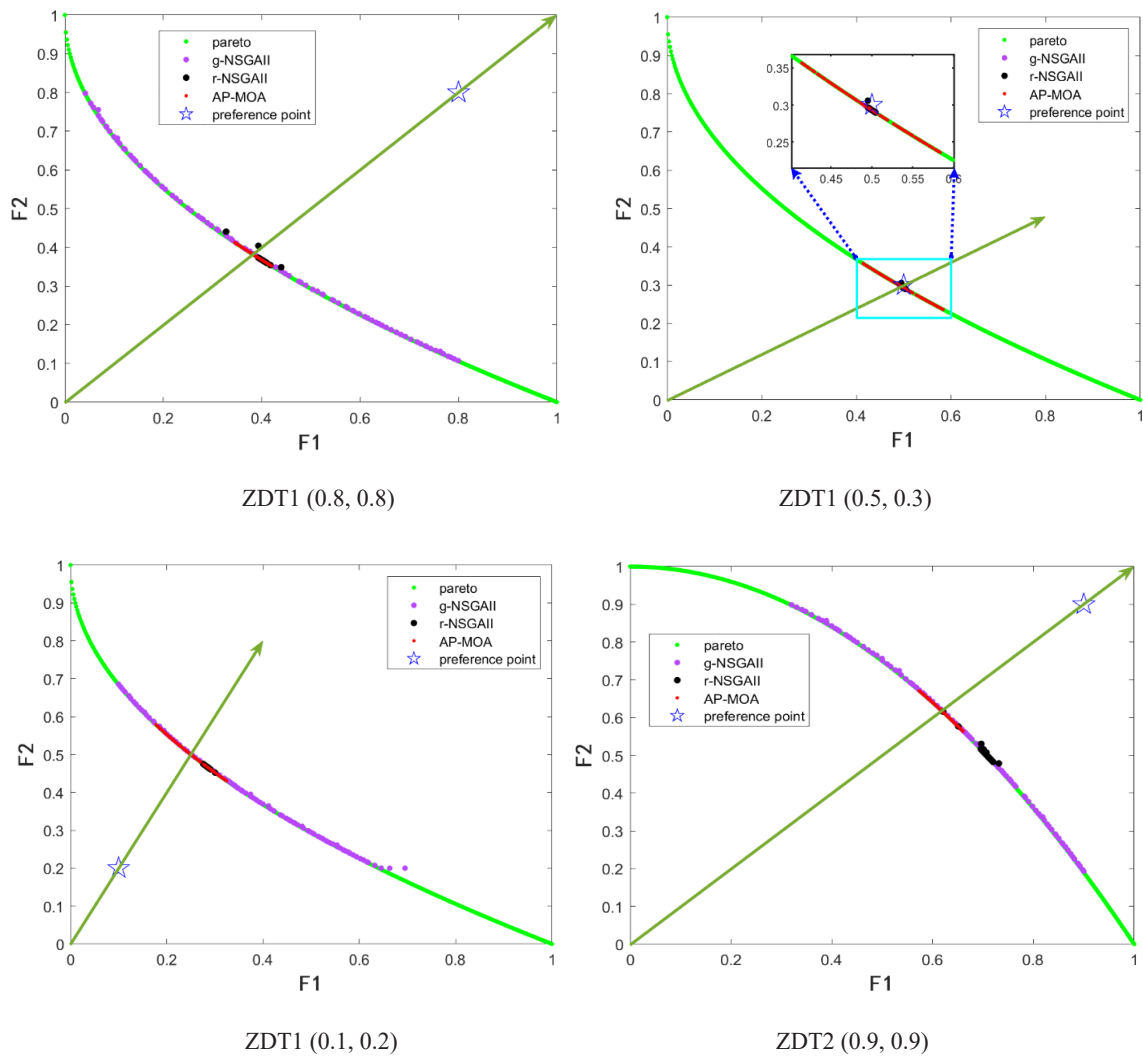 1
0.9
0.8
0.7
0.6
0.5
0.4
0.3
0.2
0.1
0
F2
pareto
g-NSGAII
r-NSGAII
AP-MOA
preference point
0 0.2 0.4 0.6 0.8 1
F1
ZDT1 (0.8, 0.8)
1
0.9
0.8
0.7
0.6
0.5
0.4
0.3
0.2
0.1
0
F2
0.35
0.3
0.25
0.45 0.5 0.55 0.6
pareto
g-NSGAII
r-NSGAII
AP-MOA
preference point
0 0.2 0.4 0.6 0.8 1
F1
ZDT1 (0.5, 0.3)
1
0.9
0.8
0.7
0.6
0.5
0.4
0.3
0.2
0.1
0
F2
pareto
g-NSGAII
r-NSGAII
AP-MOA
preference point
0 0.2 0.4 0.6 0.8 1
F1
ZDT1 (0.1, 0.2)
1
0.9
0.8
0.7
0.6
0.5
0.4
0.3
0.2
0.1
0
F2
pareto
g-NSGAII
r-NSGAII
AP-MOA
preference point
0 0.2 0.4 0.6 0.8 1
F1
ZDT2 (0.9, 0.9)